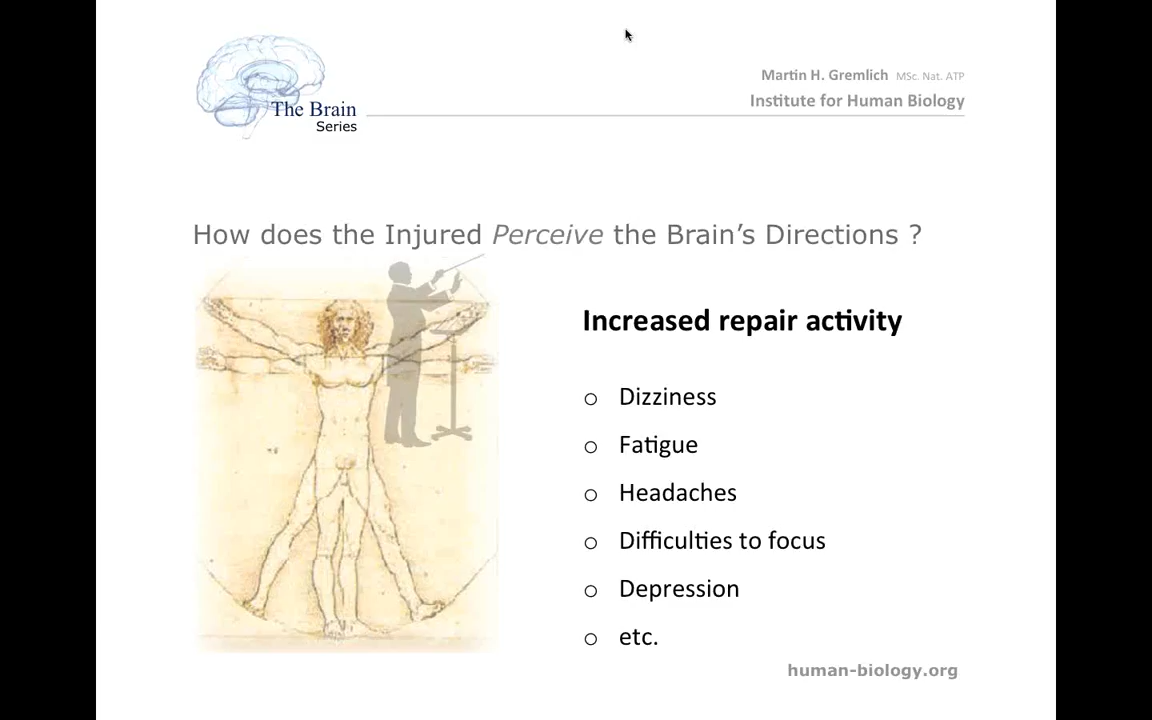 The Brain
Series
Martin H. Gremlich MSc. Nat. ATP
Institute for Human Biology
How does the Injured Perceive the Brain’s Directions ?
Increased repair activity
o Dizziness
o Fatigue
o Headaches
o Difficulties to focus
o Depression
o etc.
human-biology.org